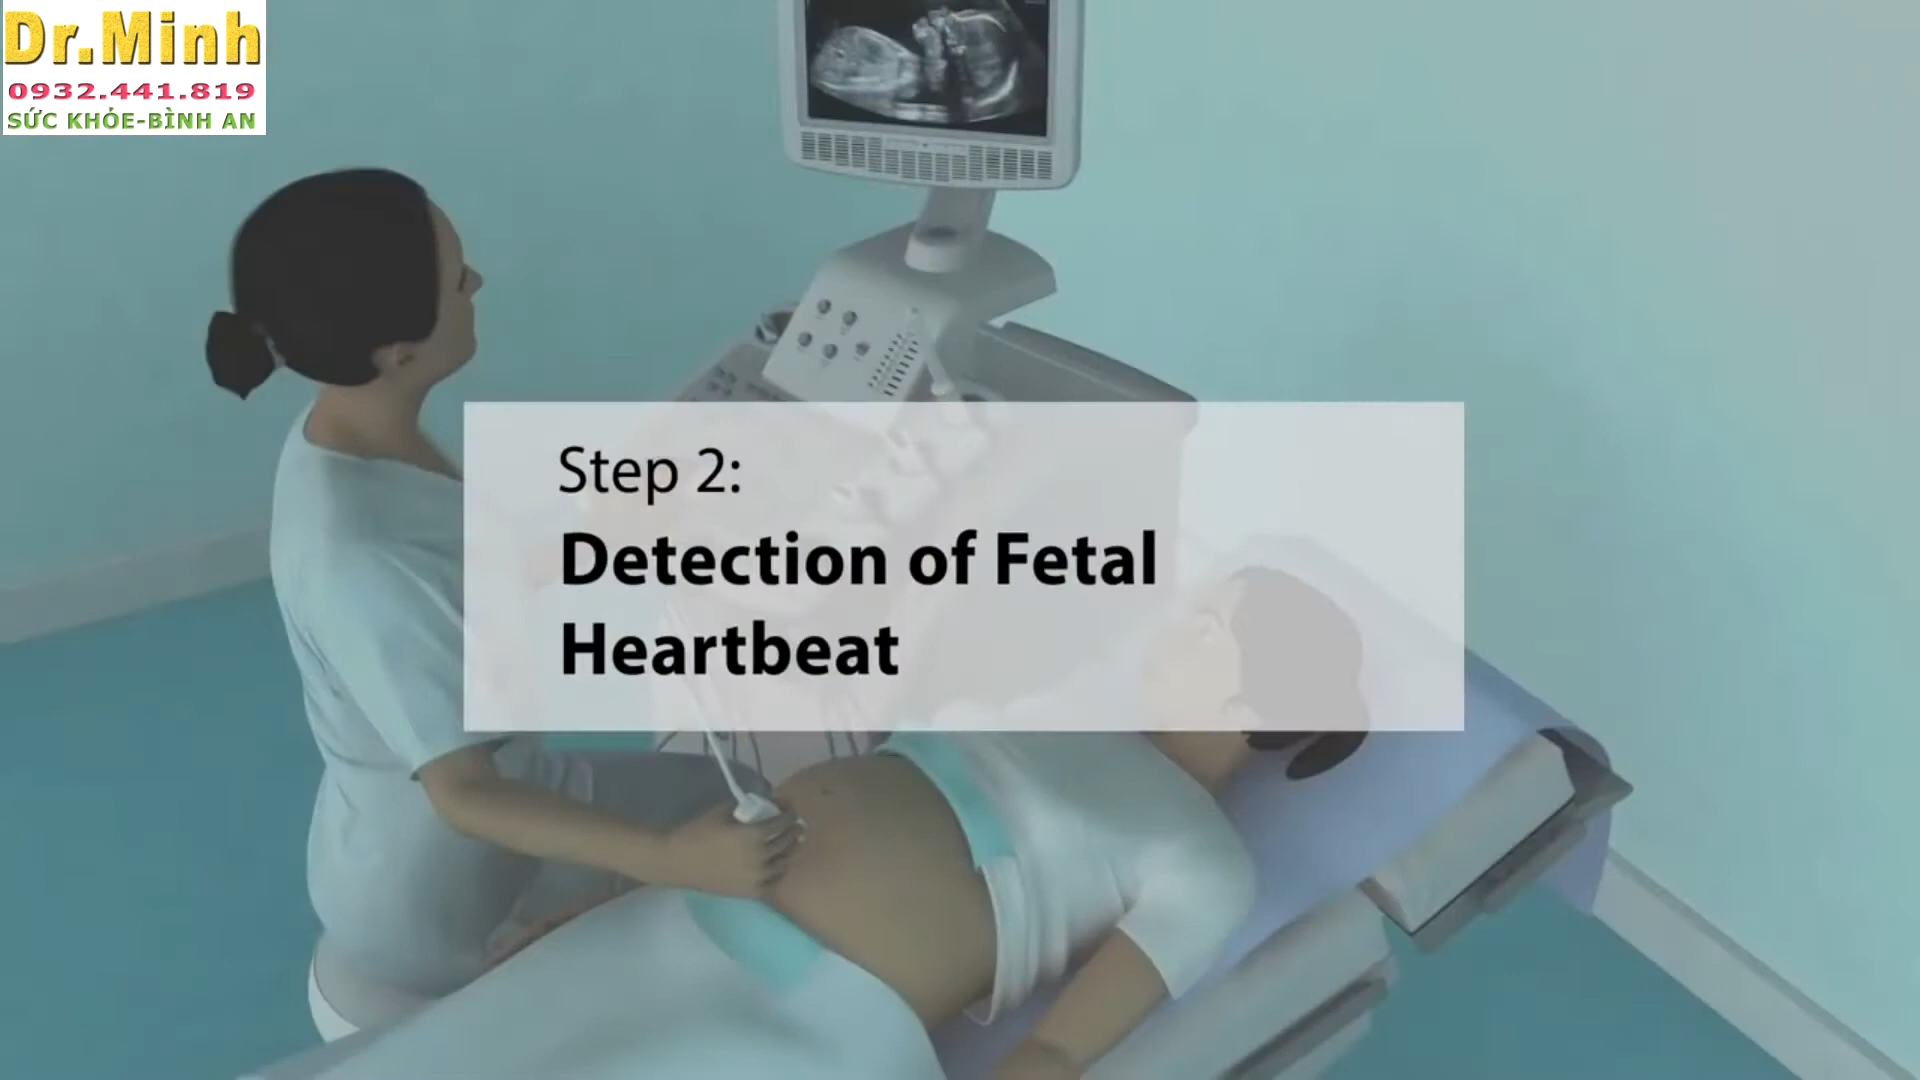 Dr.Minh
0932.441.819
SỨC KHỎE-BÌNH AN
Step 2:
Detection of Fetal
Heartbeat